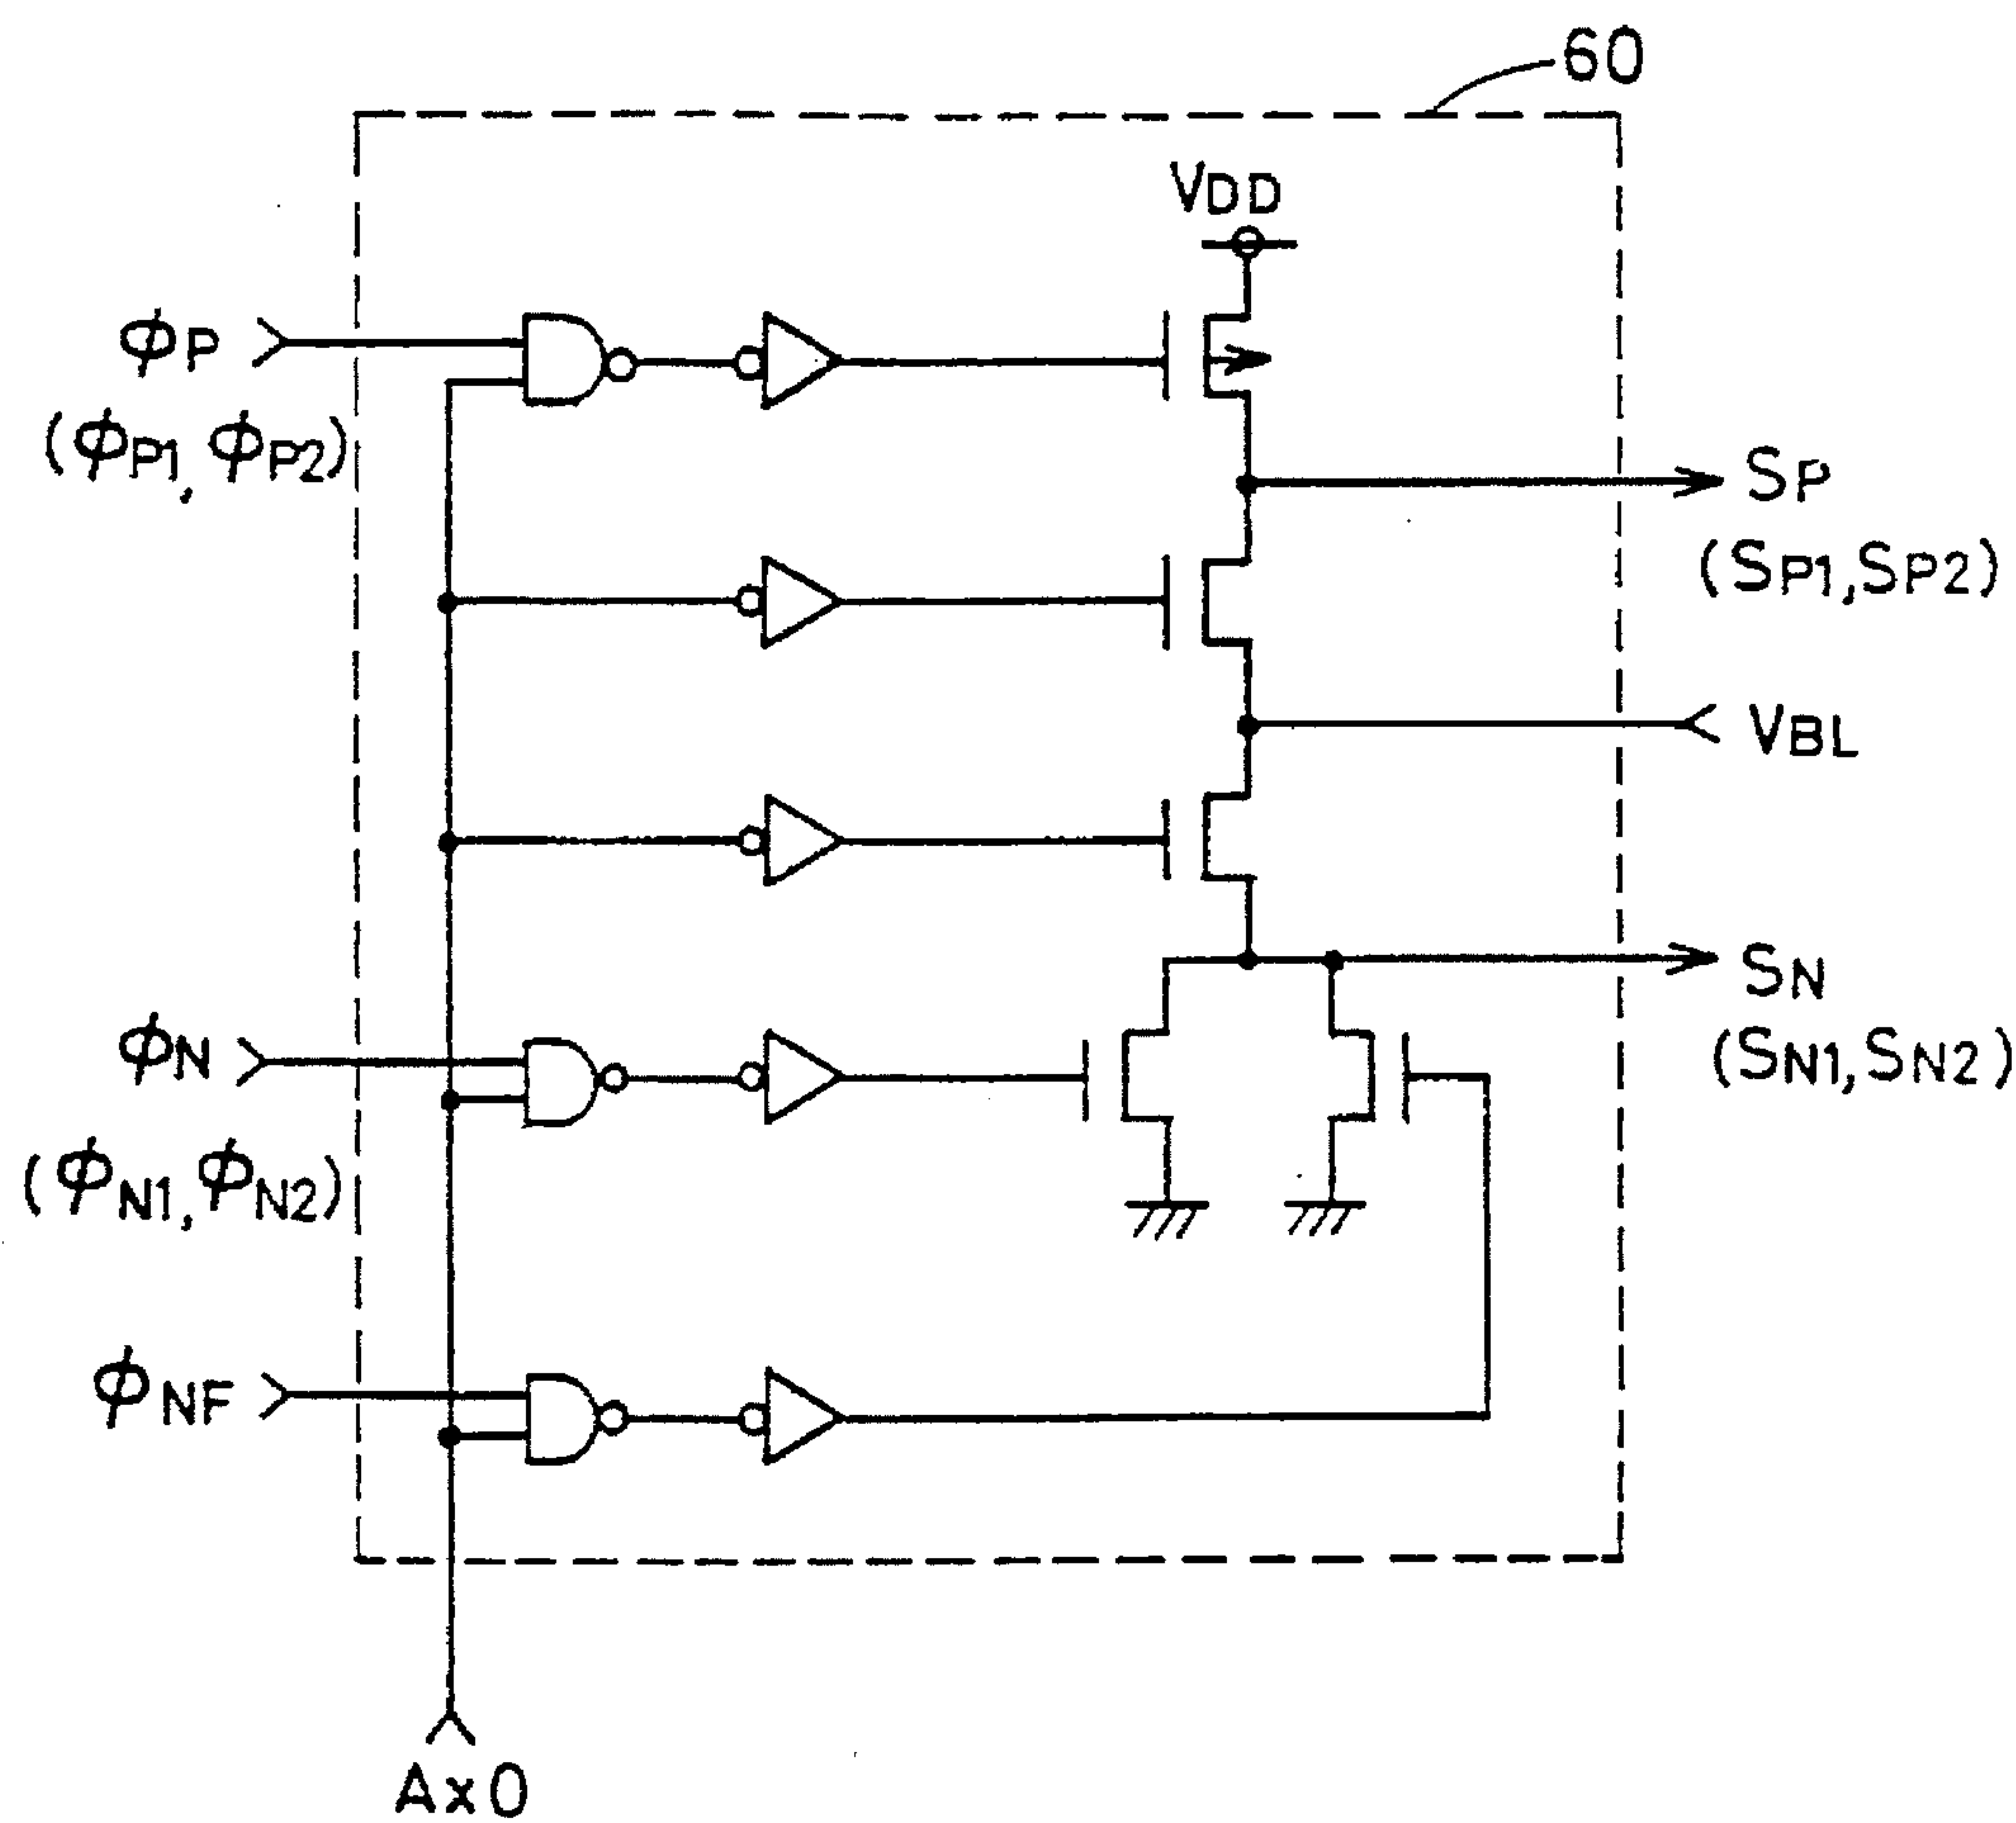 60
VDD
ϕP
(ϕP1, ϕP2)
SP
(SP1, SP2)
VBL
SN
(SN1, SN2)
ϕN
(ϕN1, ϕN2)
ϕNF
Ax0